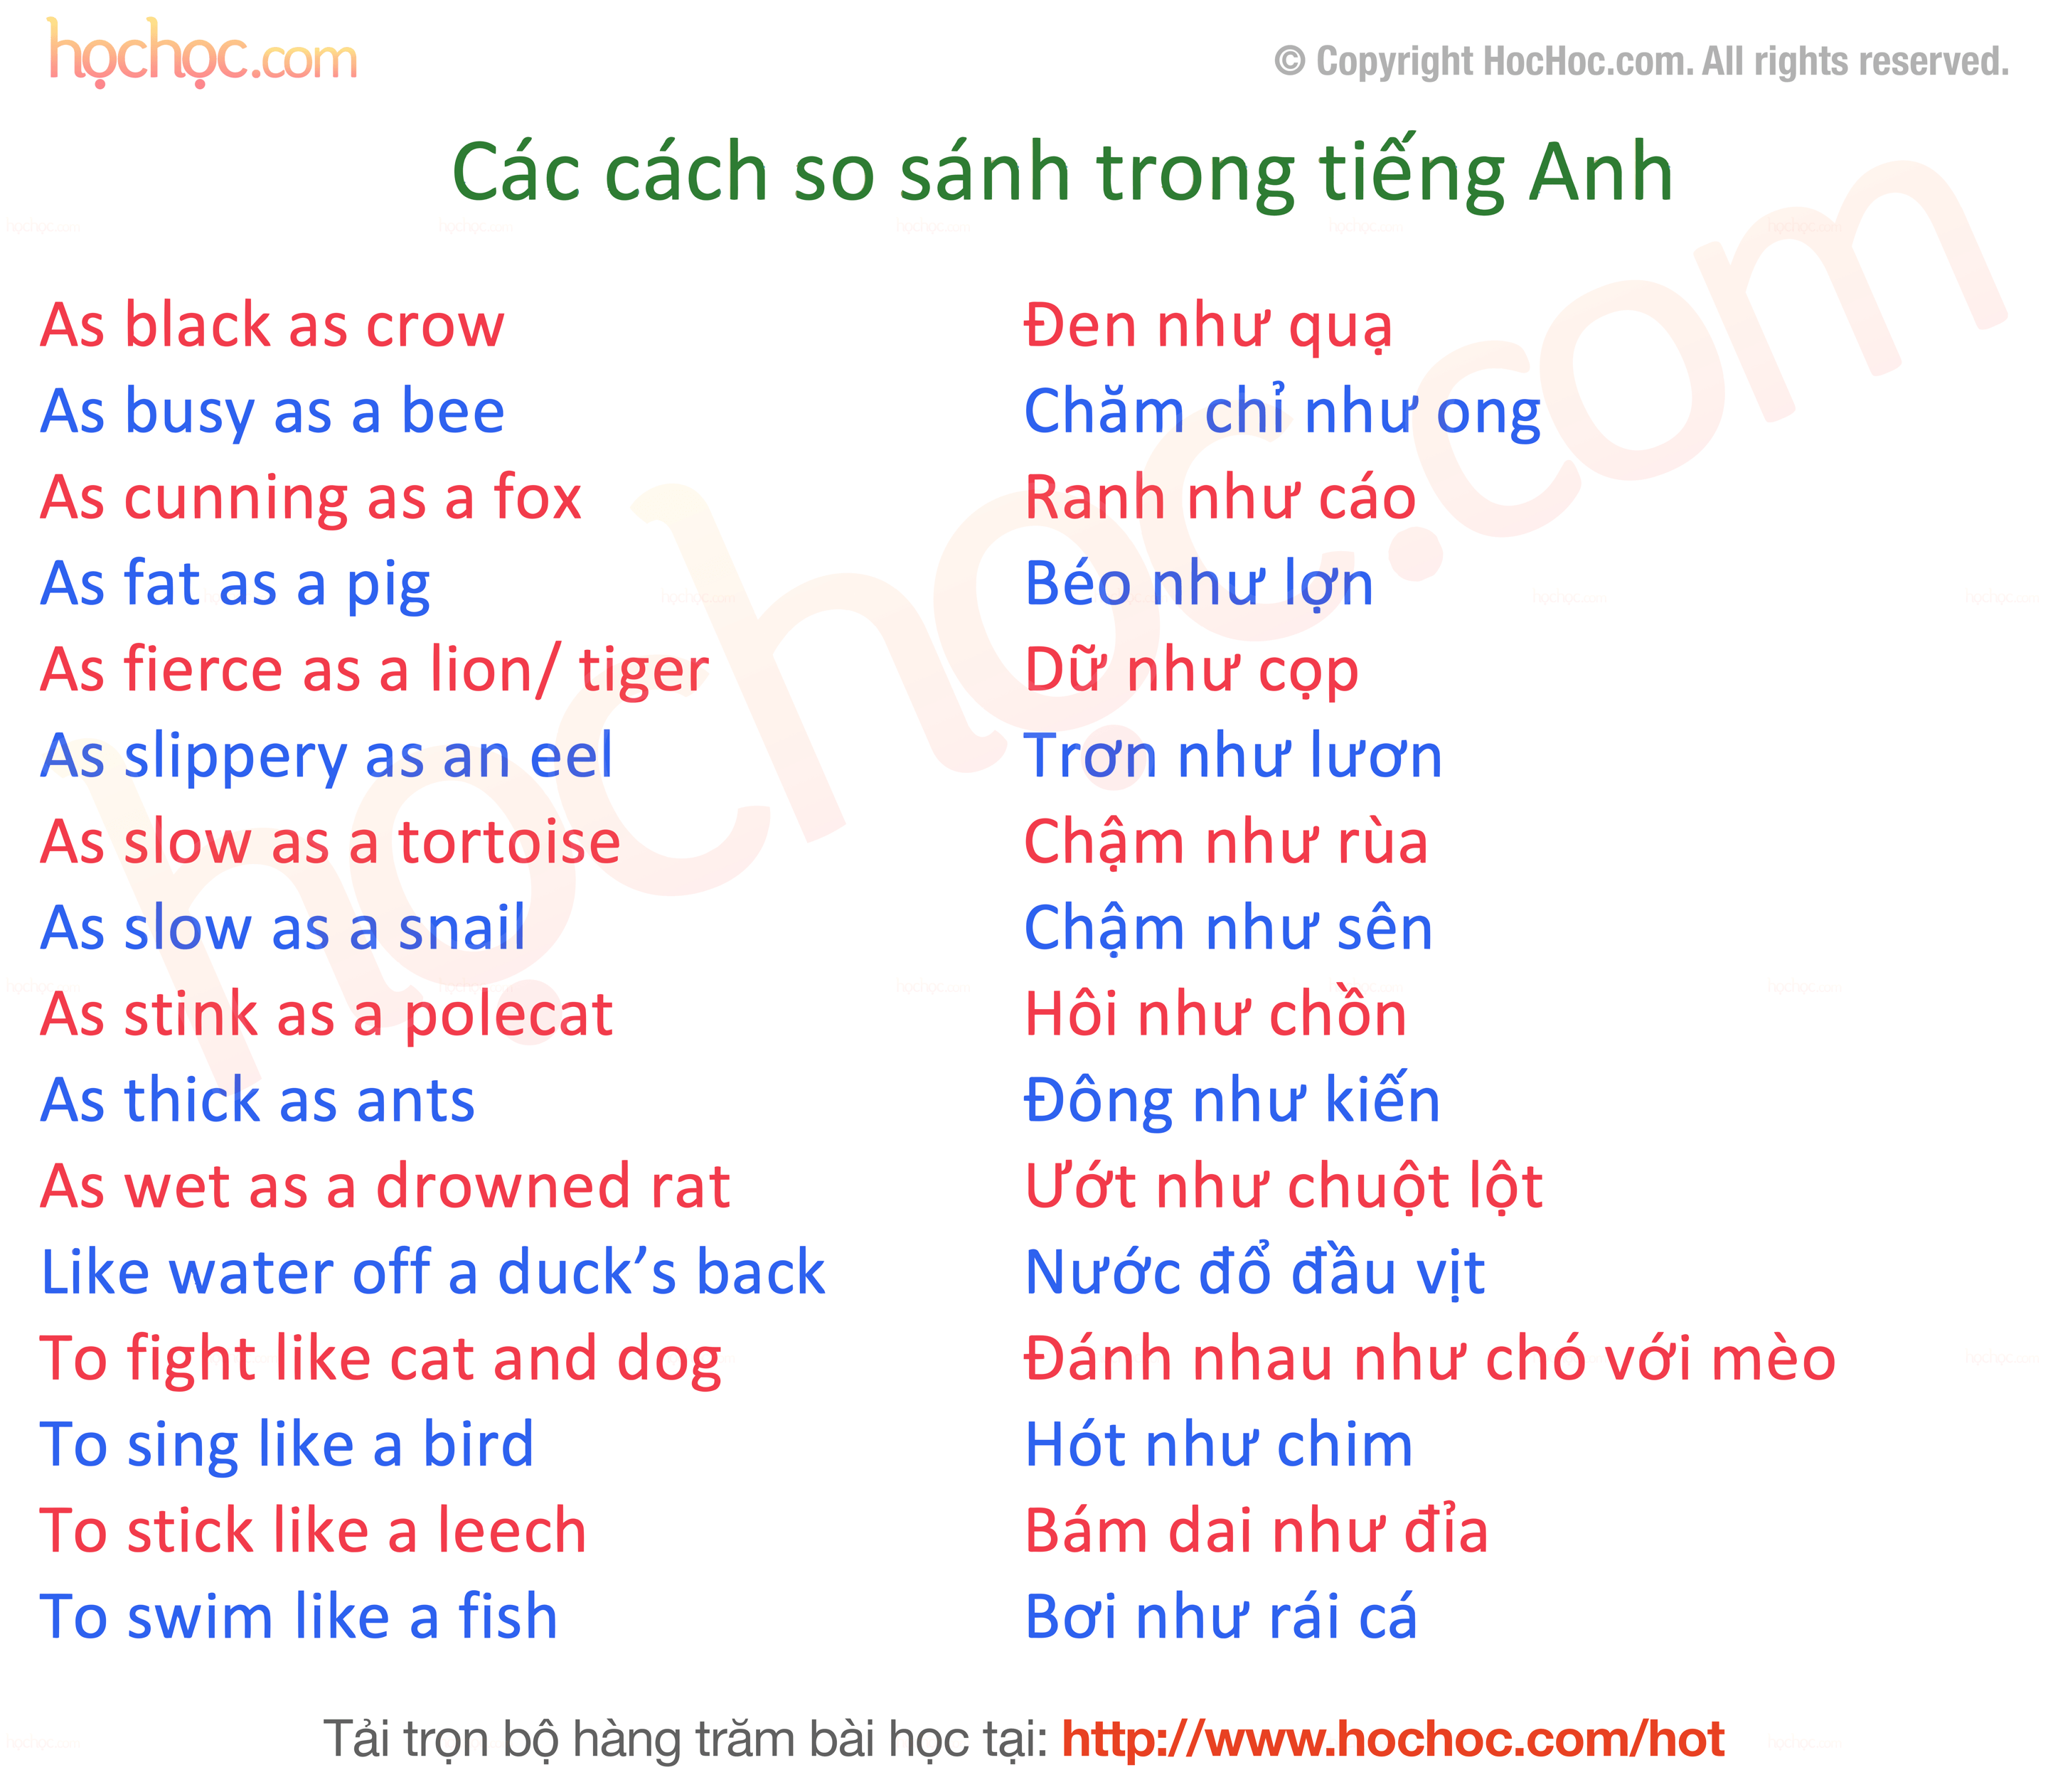 họchọc.com
© Copyright HocHoc.com. All rights reserved.
Các cách so sánh trong tiếng Anh
As black as crow Đen như quạ
As busy as a bee Chăm chỉ như ong
As cunning as a fox Ranh như cáo
As fat as a pig Béo như lợn
As fierce as a lion/ tiger Dữ như cọp
As slippery as an eel Trơn như lươn
As slow as a tortoise Chậm như rùa
As slow as a snail Chậm như sên
As stink as a polecat Hôi như chồn
As thick as ants Đông như kiến
As wet as a drowned rat Ướt như chuột lột
Like water off a duck’s back Nước đổ đầu vịt
To fight like cat and dog Đánh nhau như chó với mèo
To sing like a bird Hót như chim
To stick like a leech Bám dai như đỉa
To swim like a fish Bơi như rái cá
Tải trọn bộ hàng trăm bài học tại: http://www.hochoc.com/hot